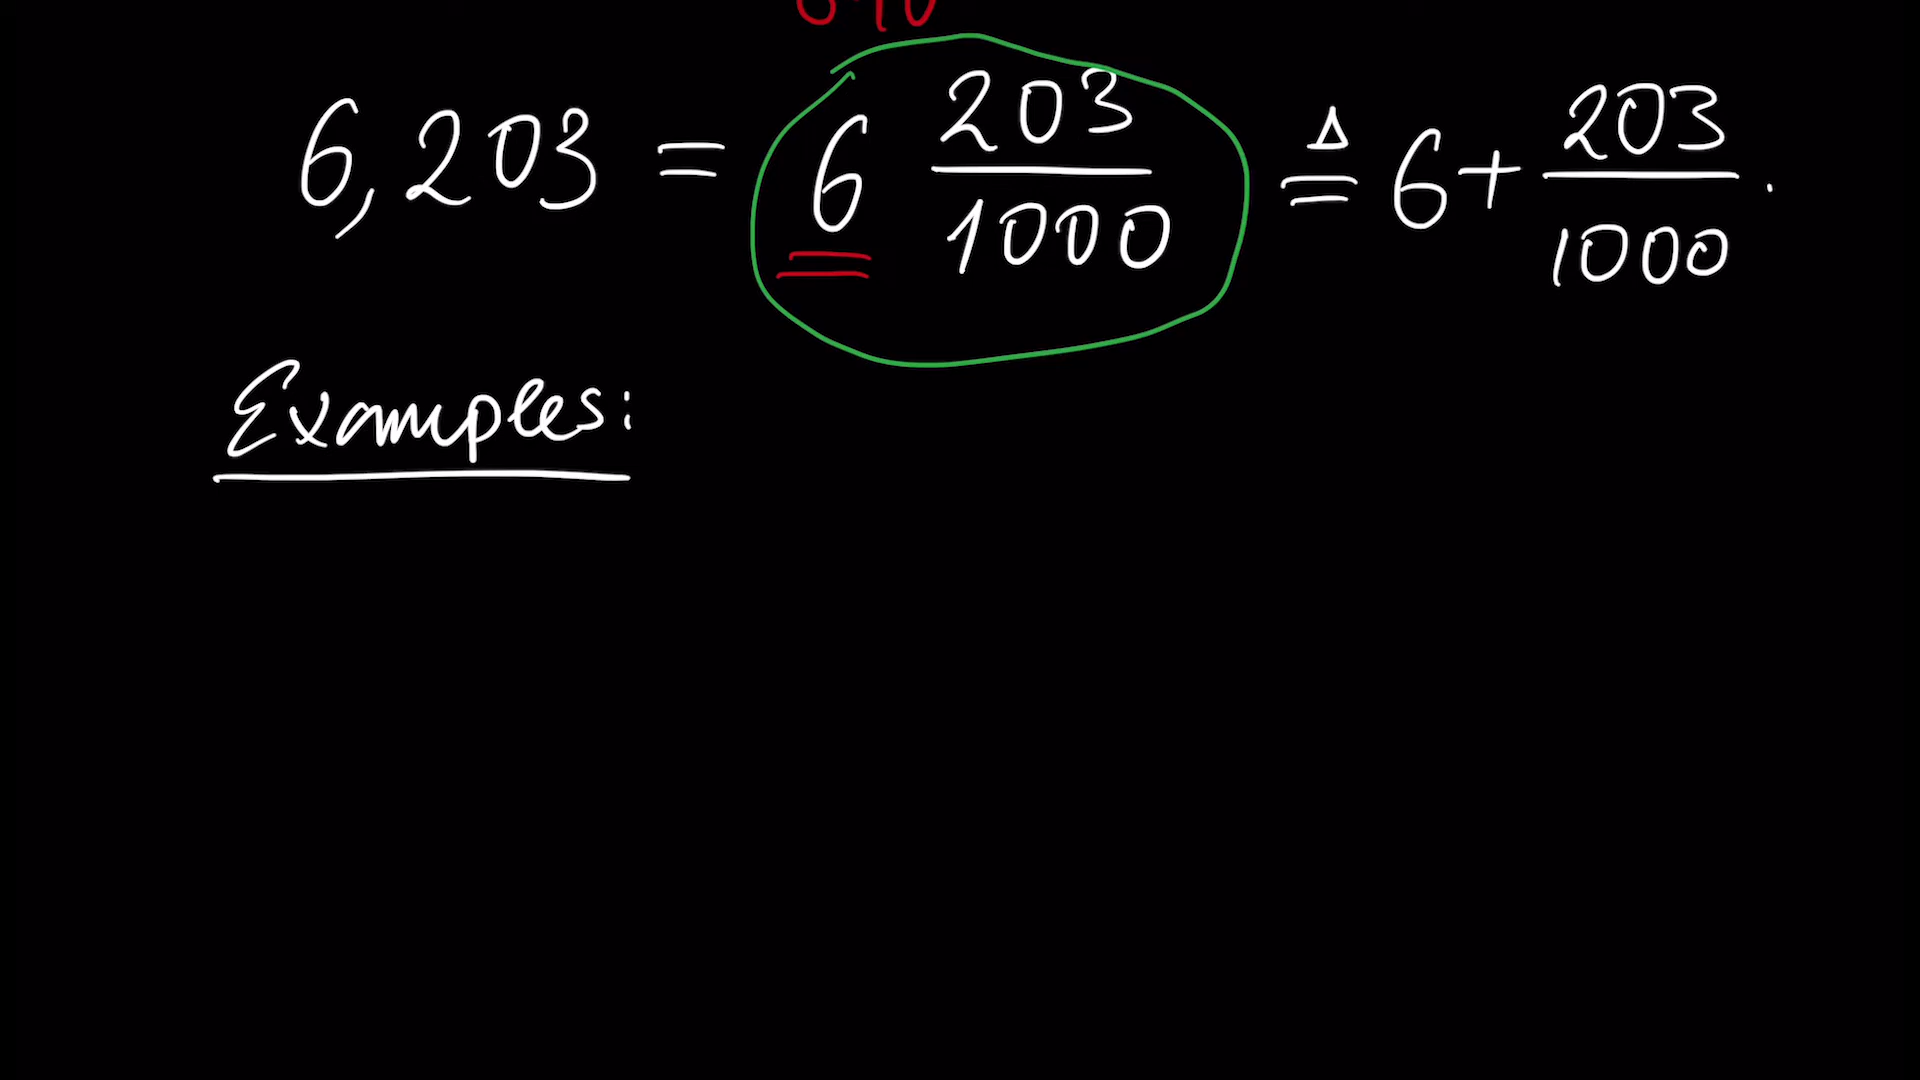 6,203 = 6 203/1000 ≜ 6 + 203/1000 .
Examples: